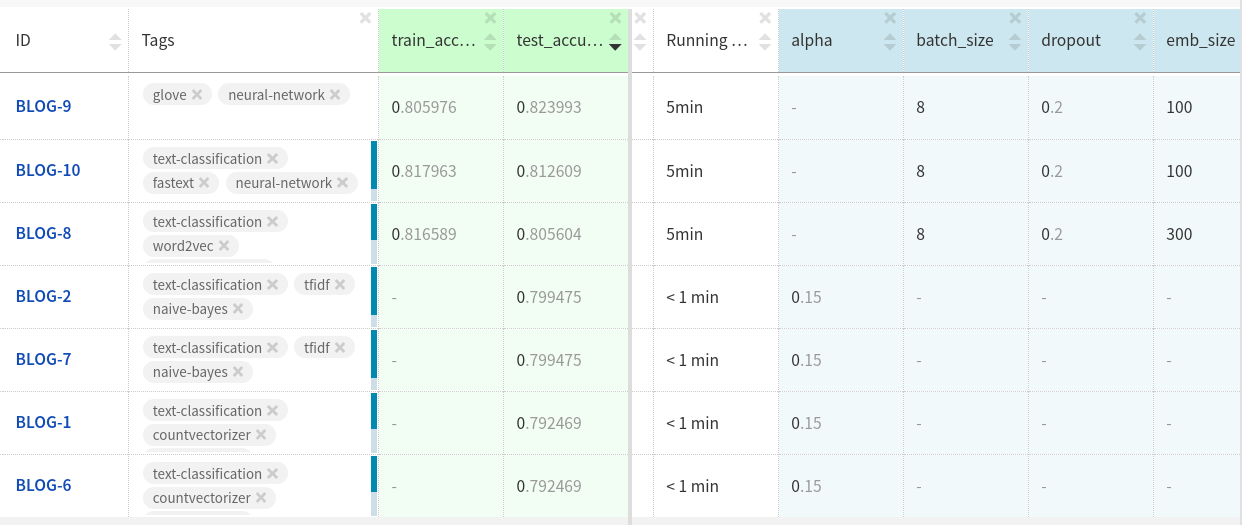 ID Tags train_acc… test_accu… Running … alpha batch_size dropout emb_size
BLOG-9 glove neural-network 0.805976 0.823993 5min - 8 0.2 100
BLOG-10 text-classification 0.817963 0.812609 5min - 8 0.2 100
fastext neural-network
BLOG-8 text-classification 0.816589 0.805604 5min - 8 0.2 300
word2vec
BLOG-2 text-classification tfidf - 0.799475 < 1 min 0.15 - - -
naive-bayes
BLOG-7 text-classification tfidf - 0.799475 < 1 min 0.15 - - -
naive-bayes
BLOG-1 text-classification - 0.792469 < 1 min 0.15 - - -
countvectorizer
BLOG-6 text-classification - 0.792469 < 1 min 0.15 - - -
countvectorizer